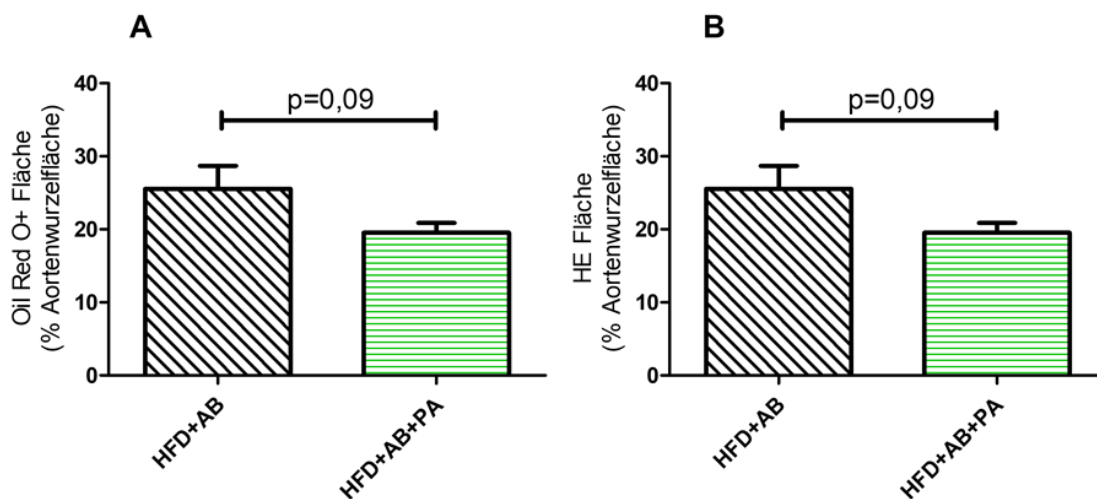 A
Oil Red O+ Fläche
(% Aortenwurzelfläche)
40
30
20
10
0
p=0,09
HFD+AB
HFD+AB+PA
B
HE Fläche
(% Aortenwurzelfläche)
40
30
20
10
0
p=0,09
HFD+AB
HFD+AB+PA